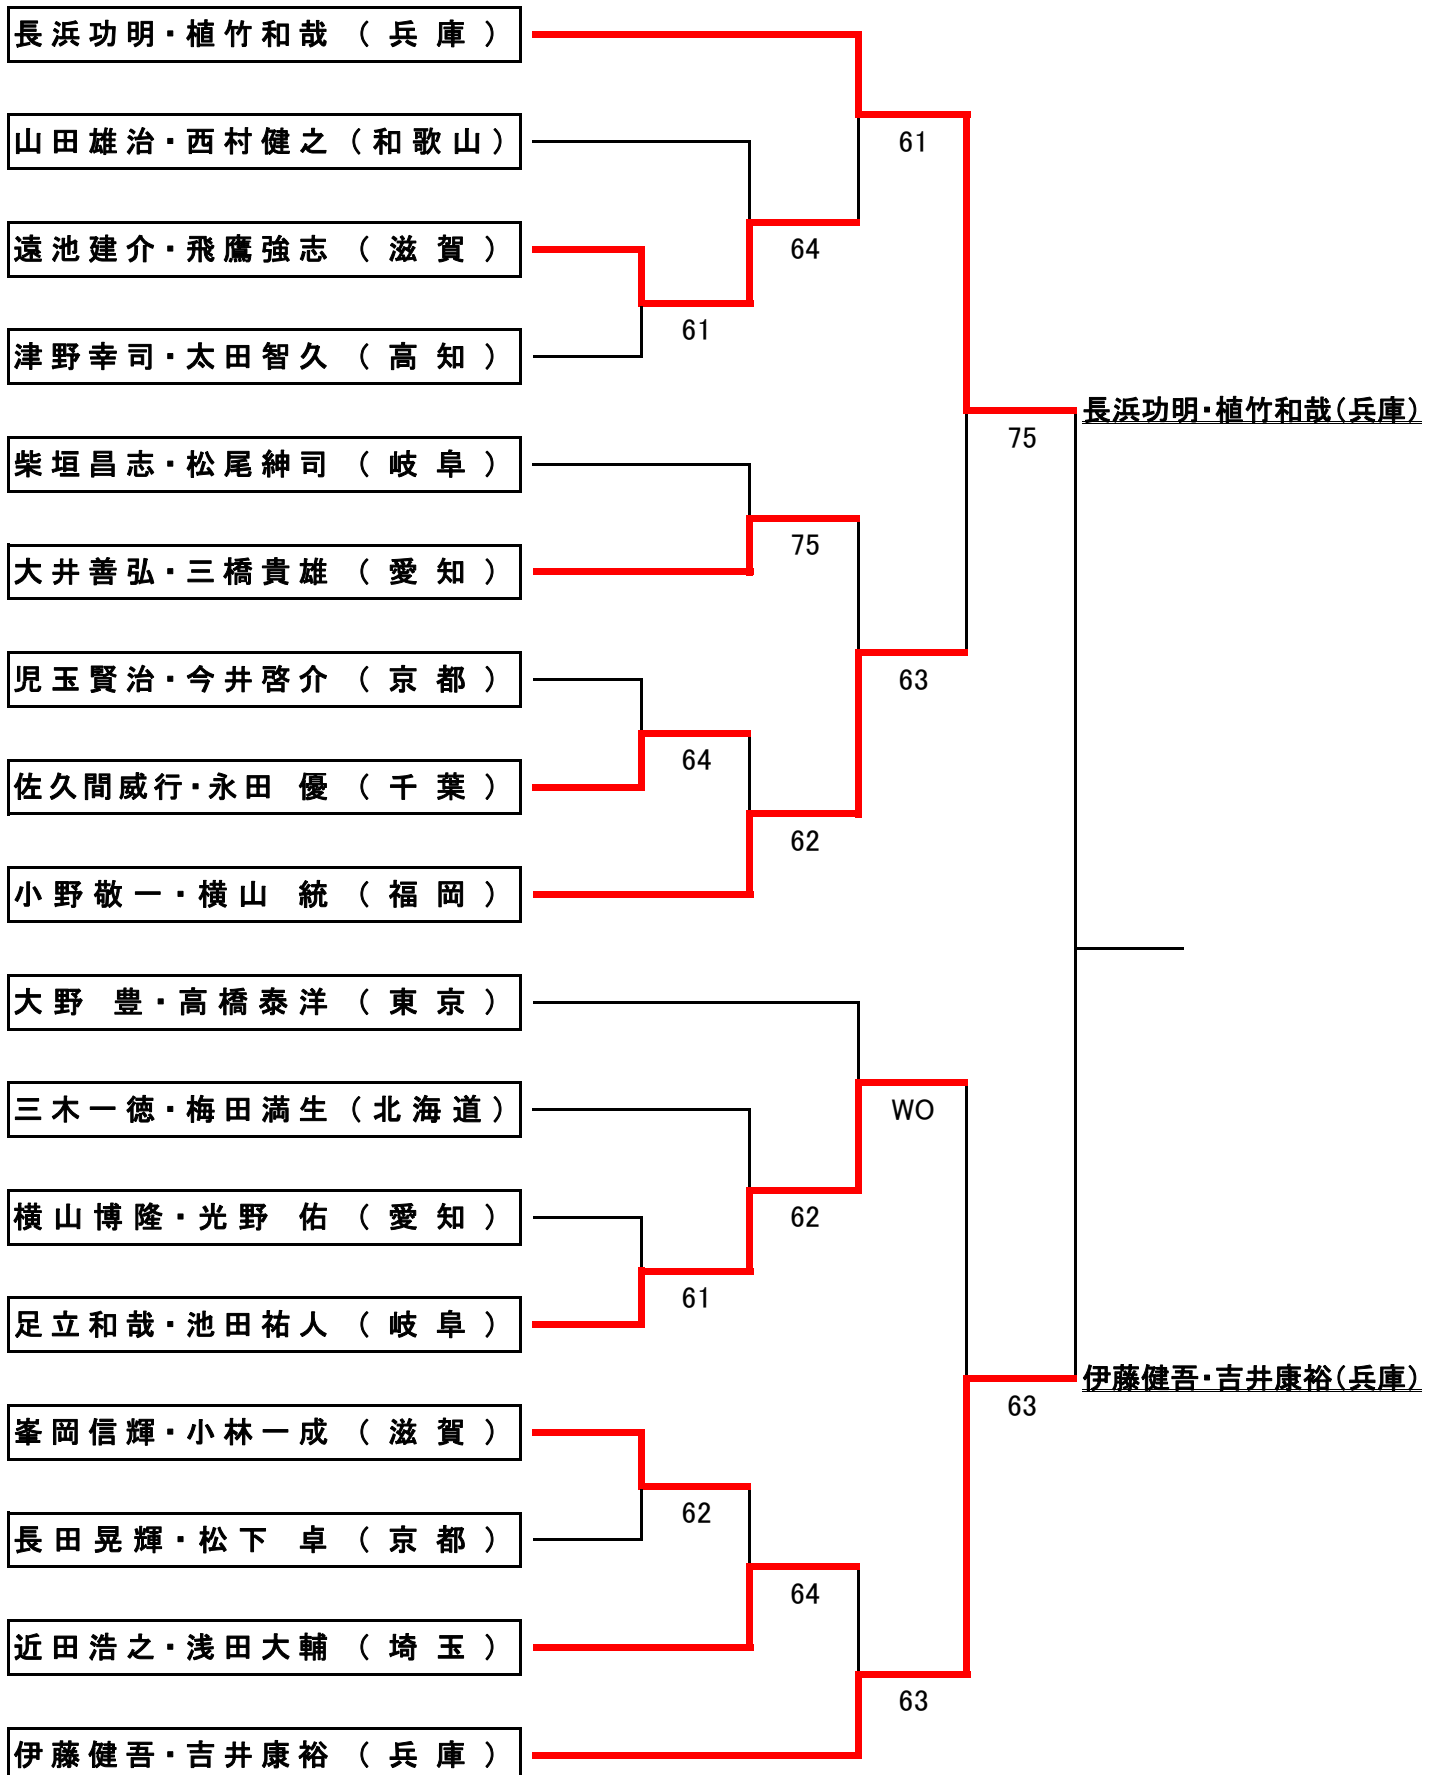 長浜功明・植竹和哉（兵庫）
61
山田雄治・西村健之（和歌山）
遠池建介・飛鷹強志（滋賀）
64
61
津野幸司・太田智久（高知）
長浜功明・植竹和哉（兵庫）
75
柴垣昌志・松尾紳司（岐阜）
75
大井善弘・三橋貴雄（愛知）
児玉賢治・今井啓介（京都）
63
64
佐久間威行・永田　優（千葉）
62
小野敬一・横山　統（福岡）
大野　豊・高橋泰洋（東京）
三木一徳・梅田満生（北海道）
WO
横山博隆・光野　佑（愛知）
62
61
足立和哉・池田祐人（岐阜）
伊藤健吾・吉井康裕（兵庫）
63
峯岡信輝・小林一成（滋賀）
62
長田晃輝・松下　卓（京都）
64
近田浩之・浅田大輔（埼玉）
63
伊藤健吾・吉井康裕（兵庫）